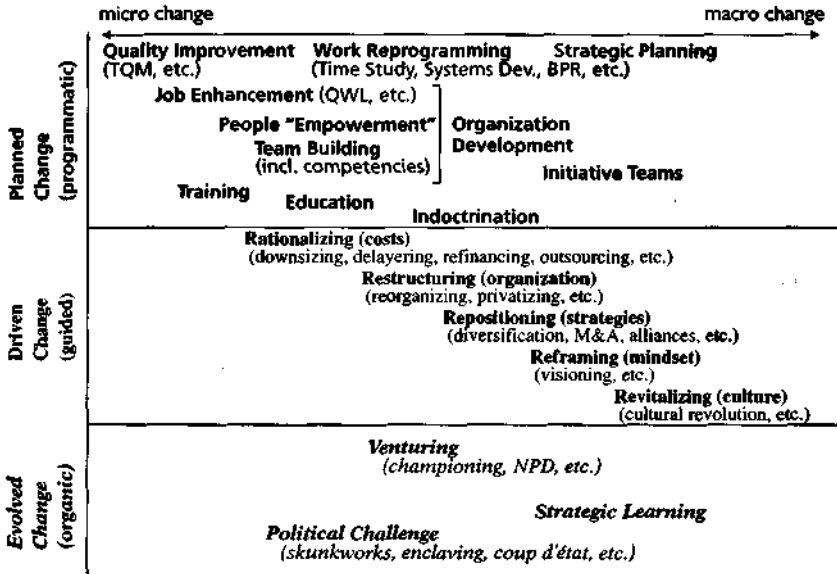 micro change macro change
Quality Improvement Work Reprogramming Strategic Planning
(TQM, etc.) (Time Study, Systems Dev., BPR, etc.)
Job Enhancement (QWL, etc.)
People "Empowerment" Organization
Team Building Development
(incl. competencies)
Initiative Teams
Training
Education
Indoctrination
Planned
Change
(programmatic)
Rationalizing (costs)
(downsizing, delayering, refinancing, outsourcing, etc.)
Restructuring (organization)
(reorganizing, privatizing, etc.)
Repositioning (strategies)
(diversification, M&A, alliances, etc.)
Reframing (mindset)
(visioning, etc.)
Revitalizing (culture)
(cultural revolution, etc.)
Driven
Change
(guided)
Venturing
(championing, NPD, etc.)
Strategic Learning
Political Challenge
(skunkworks, enclaving, coup d'état, etc.)
Evolved
Change
(organic)